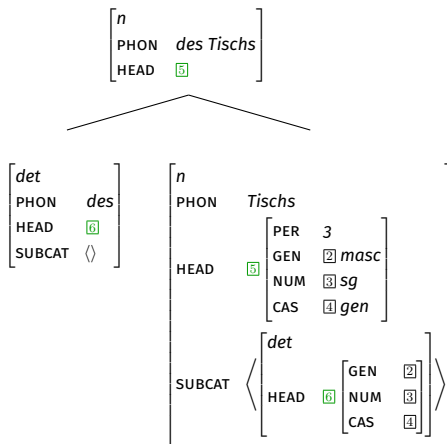 n
PHON des Tischs
HEAD 5
det
PHON des
HEAD 6
SUBCAT ⟨⟩
n
PHON Tischs
HEAD 5
PER 3
GEN 2 masc
NUM 3 sg
CAS 4 gen
SUBCAT ⟨
det
HEAD 6
GEN 2
NUM 3
CAS 4
⟩